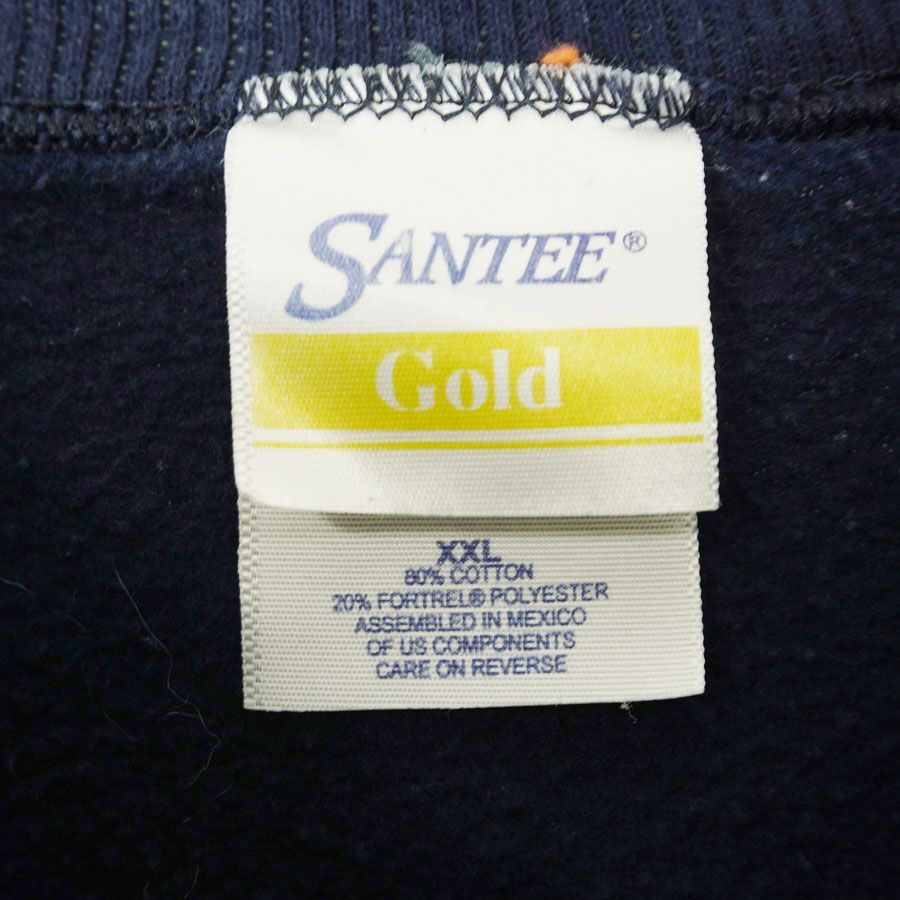 SANTEE®
Gold
XXL
80% COTTON
20% FORTREL® POLYESTER
ASSEMBLED IN MEXICO
OF US COMPONENTS
CARE ON REVERSE